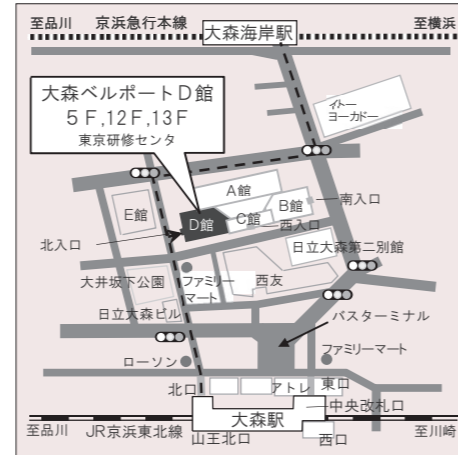 至品川 京浜急行本線 至横浜
大森海岸駅
大森ベルポートD館
5F,12F,13F
東京研修センタ
イトー
ヨーカドー
A館
B館
南入口
E館
D館
C館
西入口
北入口
日立大森第二別館
大井坂下公園
ファミリー
マート
西友
日立大森ビル
バスターミナル
ローソン
ファミリーマート
北口
アトレ
東口
中央改札口
大森駅
至品川 JR京浜東北線
山王北口
西口
至川崎